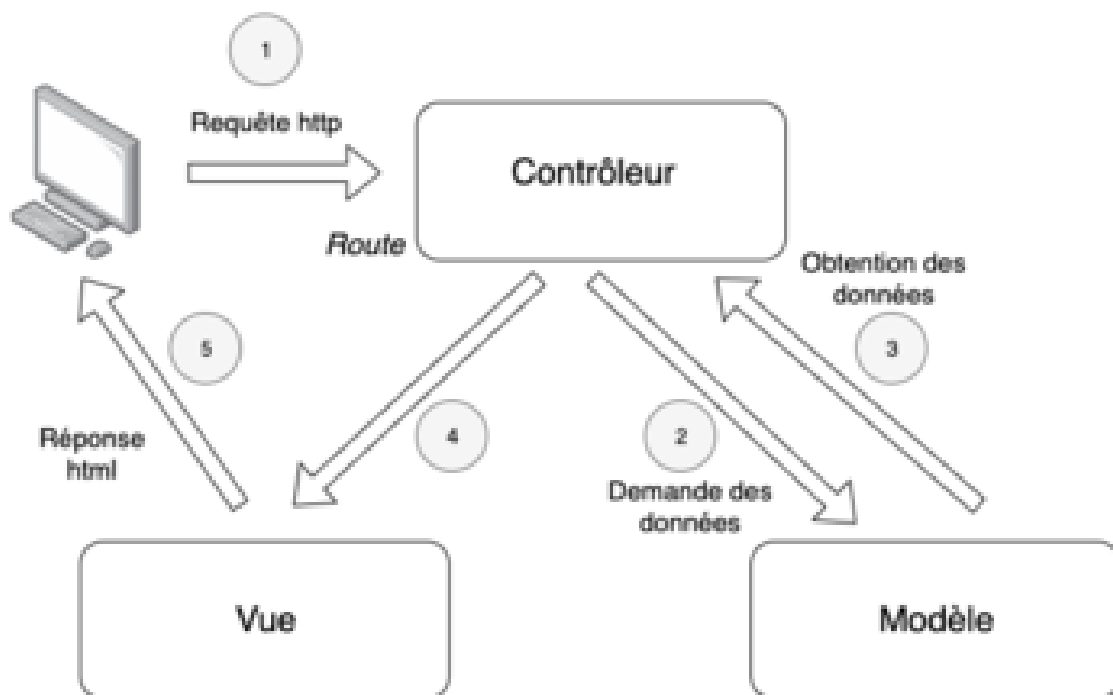 1
Requête http
Contrôleur
Route
Obtention des
données
3
5
4
2
Réponse
html
Demande des
données
Vue
Modèle